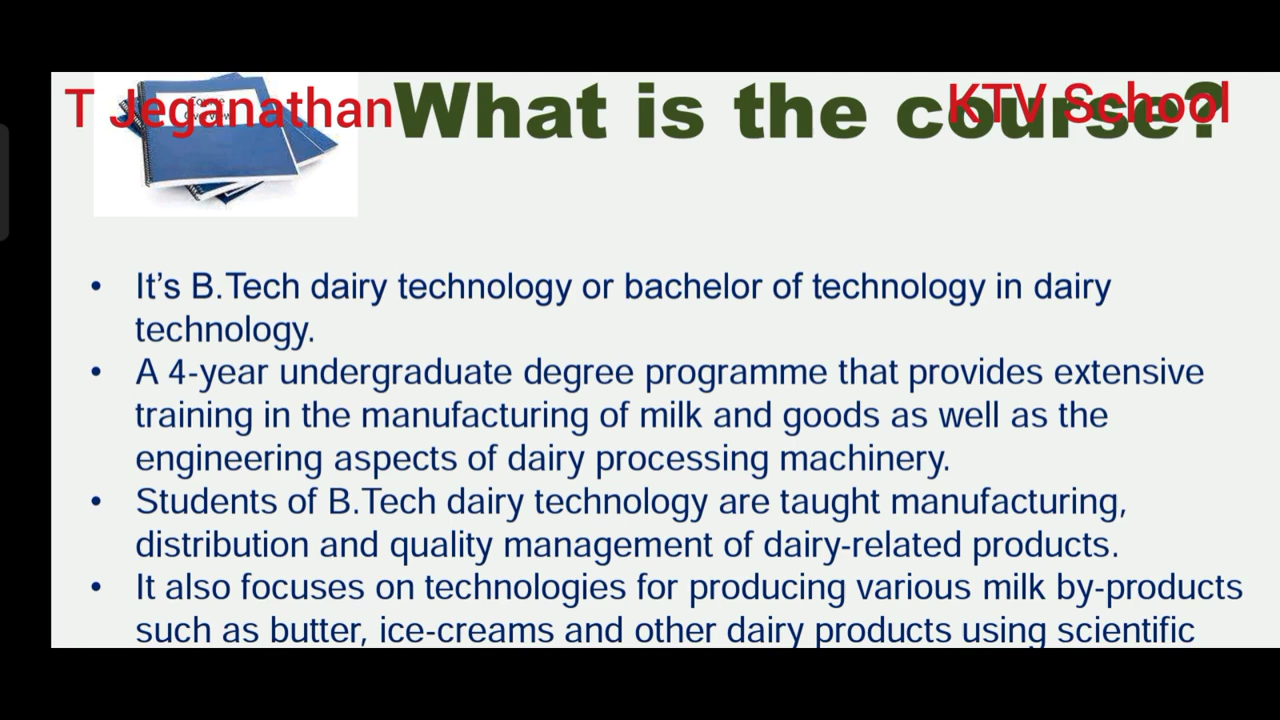 T Jeganathan
What is the course?
KTV School
Course
Overview
• It's B.Tech dairy technology or bachelor of technology in dairy
technology.
• A 4-year undergraduate degree programme that provides extensive
training in the manufacturing of milk and goods as well as the
engineering aspects of dairy processing machinery.
• Students of B.Tech dairy technology are taught manufacturing,
distribution and quality management of dairy-related products.
• It also focuses on technologies for producing various milk by-products
such as butter, ice-creams and other dairy products using scientific